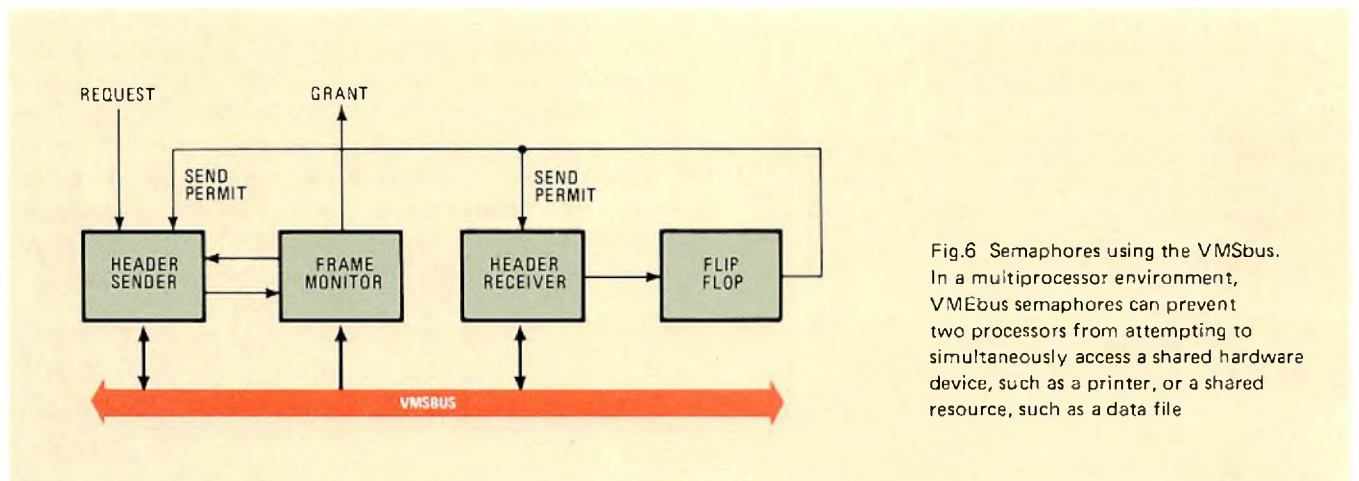 REQUEST
GRANT
SEND
PERMIT
SEND
PERMIT
HEADER
SENDER
FRAME
MONITOR
HEADER
RECEIVER
FLIP
FLOP
VMSBUS
Fig.6 Semaphores using the VMSbus.
In a multiprocessor environment,
VMEbus semaphores can prevent
two processors from attempting to
simultaneously access a shared hardware
device, such as a printer, or a shared
resource, such as a data file